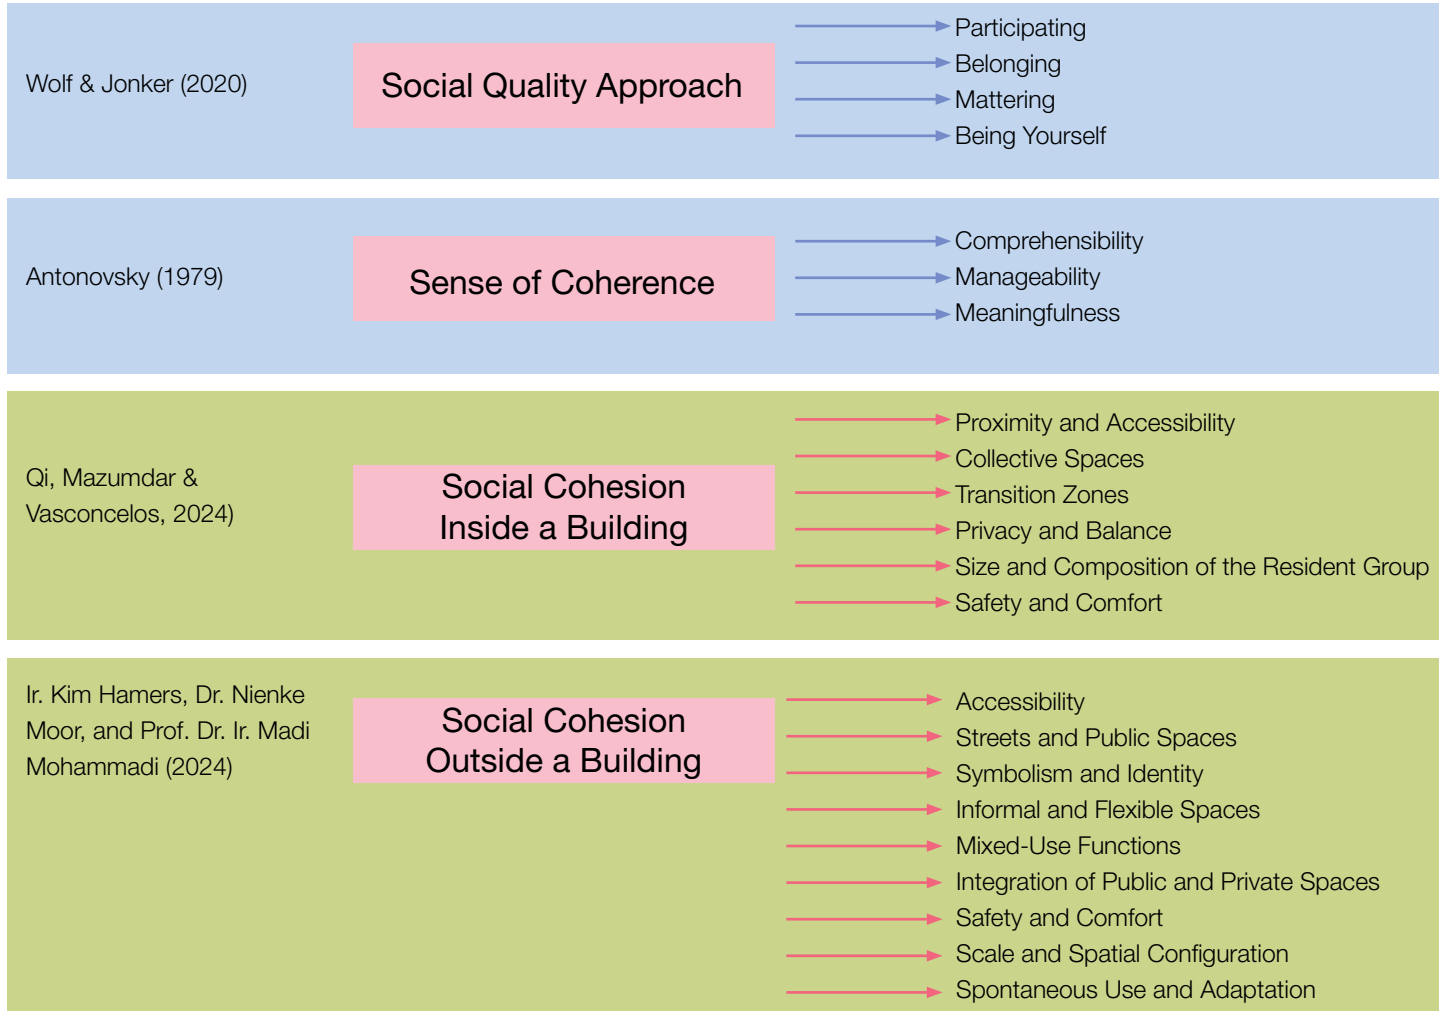 Wolf & Jonker (2020)
Social Quality Approach
Participating
Belonging
Mattering
Being Yourself
Antonovsky (1979)
Sense of Coherence
Comprehensibility
Manageability
Meaningfulness
Qi, Mazumdar &
Vasconcelos, 2024)
Social Cohesion
Inside a Building
Proximity and Accessibility
Collective Spaces
Transition Zones
Privacy and Balance
Size and Composition of the Resident Group
Safety and Comfort
Ir. Kim Hamers, Dr. Nienke
Moor, and Prof. Dr. Ir. Madi
Mohammadi (2024)
Social Cohesion
Outside a Building
Accessibility
Streets and Public Spaces
Symbolism and Identity
Informal and Flexible Spaces
Mixed-Use Functions
Integration of Public and Private Spaces
Safety and Comfort
Scale and Spatial Configuration
Spontaneous Use and Adaptation